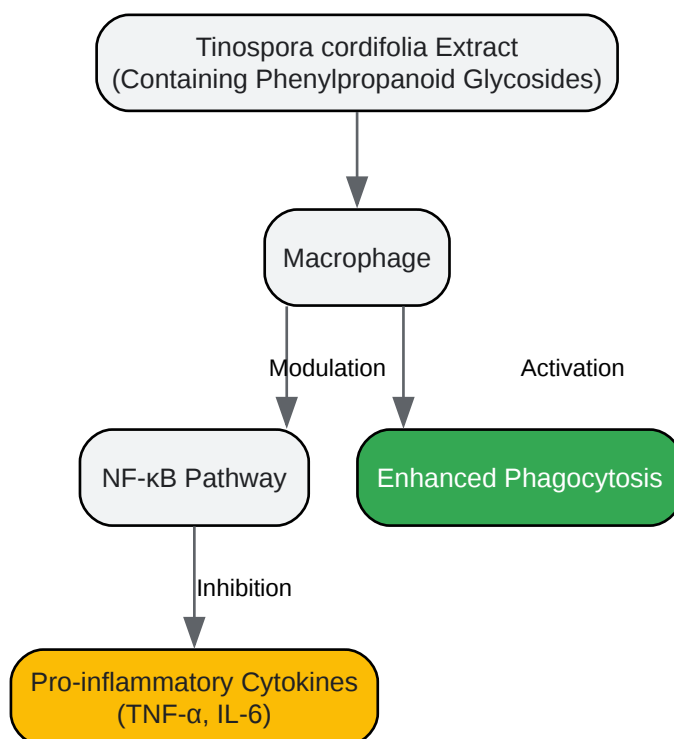 Tinospora cordifolia Extract
(Containing Phenylpropanoid Glycosides)
Macrophage
Modulation
Activation
NF-κB Pathway
Enhanced Phagocytosis
Inhibition
Pro-inflammatory Cytokines
(TNF-α, IL-6)